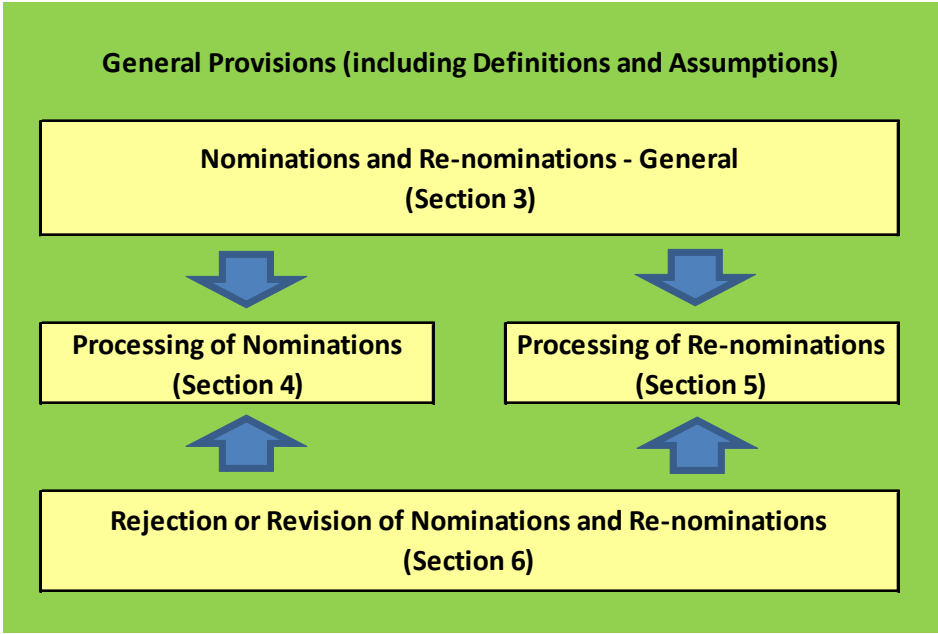 General Provisions (including Definitions and Assumptions)
Nominations and Re-nominations - General
(Section 3)
Processing of Nominations
(Section 4)
Processing of Re-nominations
(Section 5)
Rejection or Revision of Nominations and Re-nominations
(Section 6)